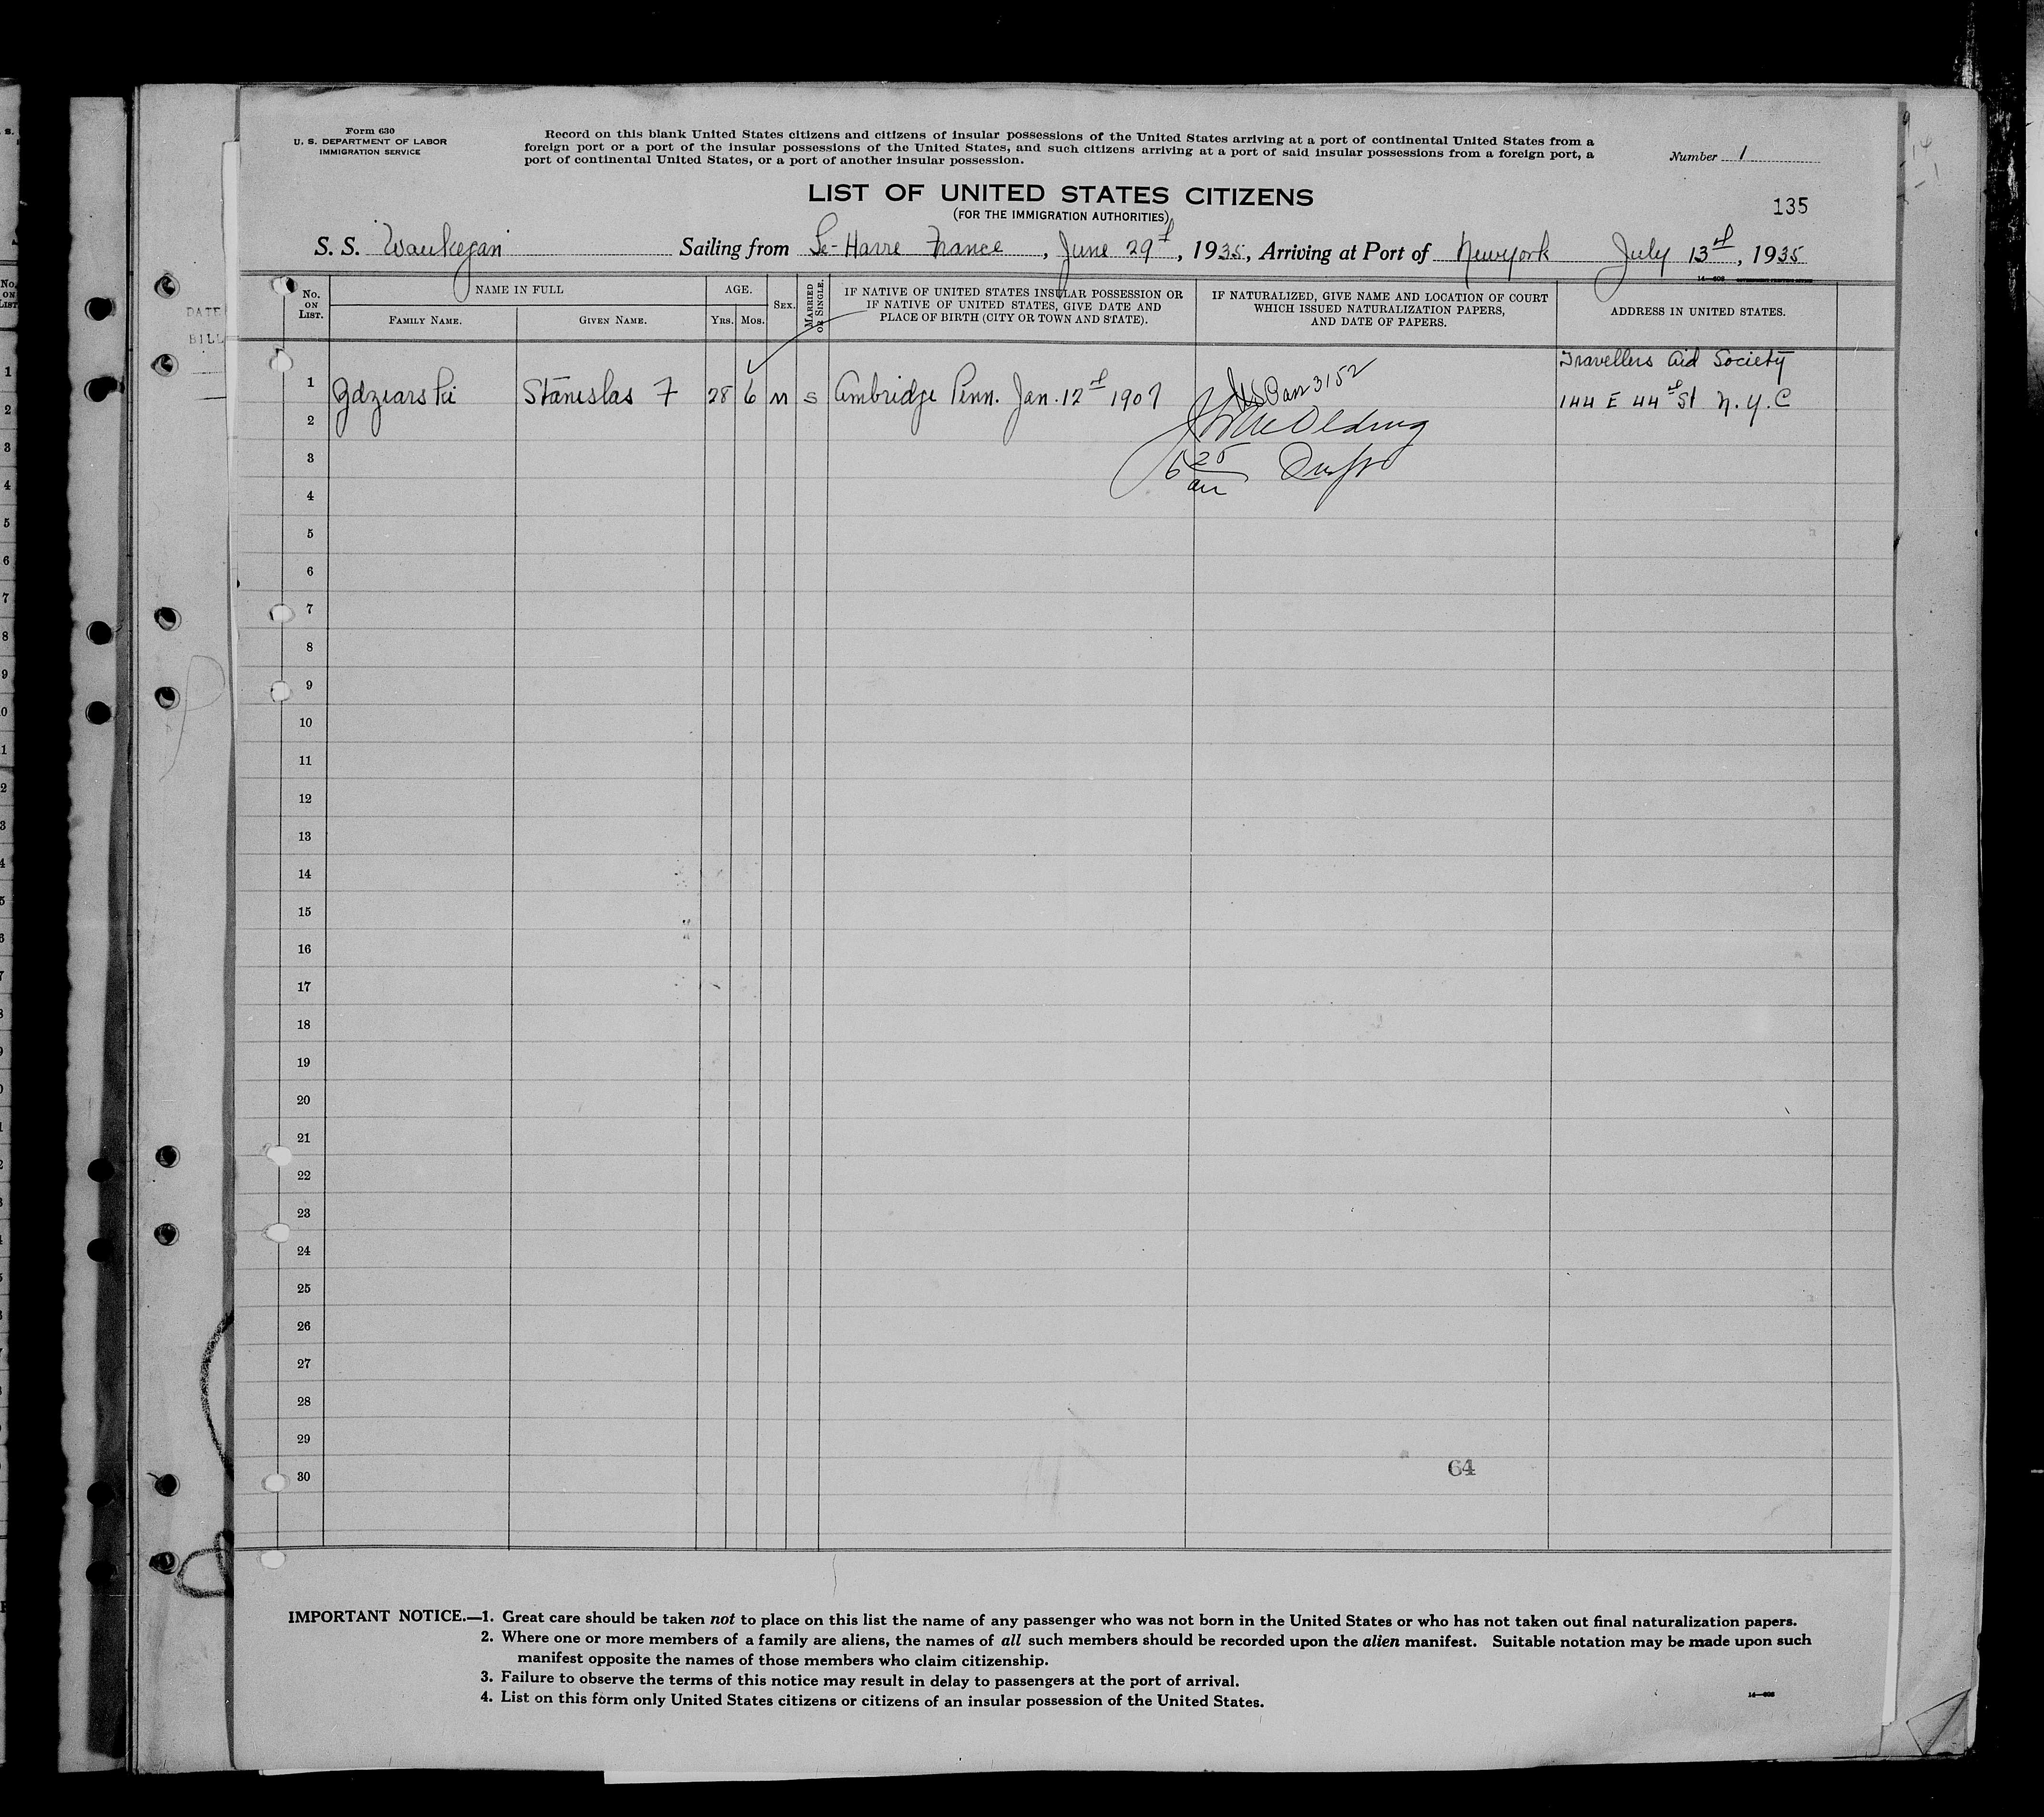 Form 630
U. S. DEPARTMENT OF LABOR
IMMIGRATION SERVICE
Record on this blank United States citizens and citizens of insular possessions of the United States arriving at a port of continental United States from a
foreign port or a port of the insular possessions of the United States, and such citizens arriving at a port of said insular possessions from a foreign port, a
port of continental United States, or a port of another insular possession.
Number 1
LIST OF UNITED STATES CITIZENS
(FOR THE IMMIGRATION AUTHORITIES)
135
S. S. Waukegan Sailing from Le-Havre France, June 29th, 1935, Arriving at Port of Newyork July 13th, 1935
No. ON LIST.
NAME IN FULL
FAMILY NAME.
GIVEN NAME.
AGE.
YRS. MOS.
SEX.
MARRIED OR SINGLE.
IF NATIVE OF UNITED STATES INSULAR POSSESSION OR
IF NATIVE OF UNITED STATES, GIVE DATE AND
PLACE OF BIRTH (CITY OR TOWN AND STATE).
IF NATURALIZED, GIVE NAME AND LOCATION OF COURT
WHICH ISSUED NATURALIZATION PAPERS,
AND DATE OF PAPERS.
ADDRESS IN UNITED STATES.
Travellers Aid Society
1 Gdziarski Stanislas F 28 6 M S Ambridge Penn. Jan. 12th 1907 3152 144 E 44th St N.Y.C
2
3
4
5
6
7
8
9
10
11
12
13
14
15
16
17
18
19
20
21
22
23
24
25
26
27
28
29
30
64
IMPORTANT NOTICE.—1. Great care should be taken not to place on this list the name of any passenger who was not born in the United States or who has not taken out final naturalization papers.
2. Where one or more members of a family are aliens, the names of all such members should be recorded upon the alien manifest. Suitable notation may be made upon such
manifest opposite the names of those members who claim citizenship.
3. Failure to observe the terms of this notice may result in delay to passengers at the port of arrival.
4. List on this form only United States citizens or citizens of an insular possession of the United States.